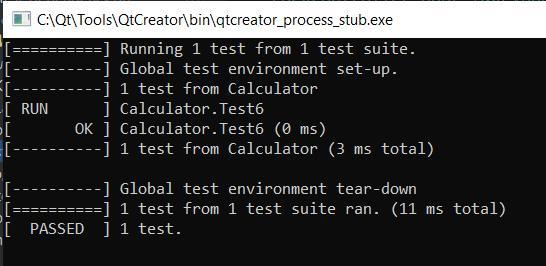 C:\Qt\Tools\QtCreator\bin\qtcreator_process_stub.exe
[==========] Running 1 test from 1 test suite.
[----------] Global test environment set-up.
[----------] 1 test from Calculator
[ RUN      ] Calculator.Test6
[       OK ] Calculator.Test6 (0 ms)
[----------] 1 test from Calculator (3 ms total)

[----------] Global test environment tear-down
[==========] 1 test from 1 test suite ran. (11 ms total)
[  PASSED  ] 1 test.